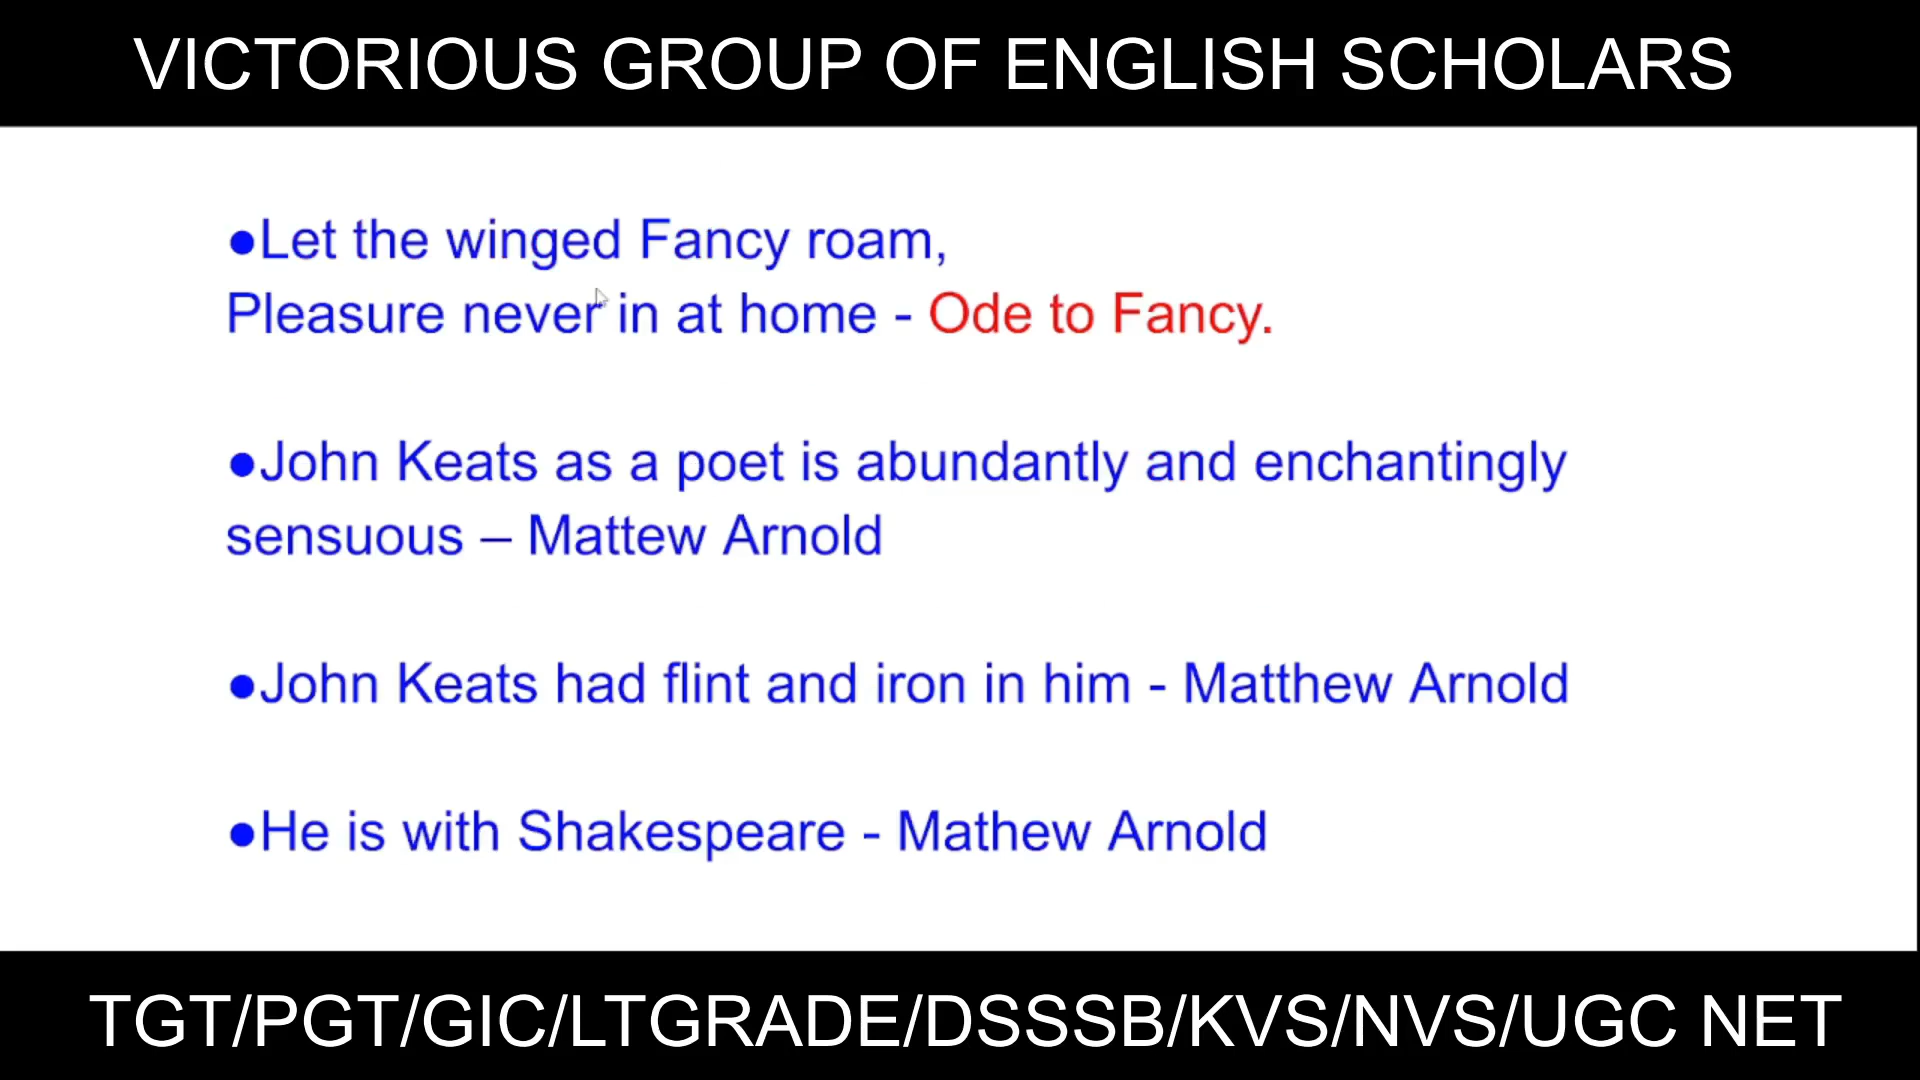 VICTORIOUS GROUP OF ENGLISH SCHOLARS
●Let the winged Fancy roam,
Pleasure never in at home - Ode to Fancy.
●John Keats as a poet is abundantly and enchantingly
sensuous – Mattew Arnold
●John Keats had flint and iron in him - Matthew Arnold
●He is with Shakespeare - Mathew Arnold
TGT/PGT/GIC/LTGRADE/DSSSB/KVS/NVS/UGC NET